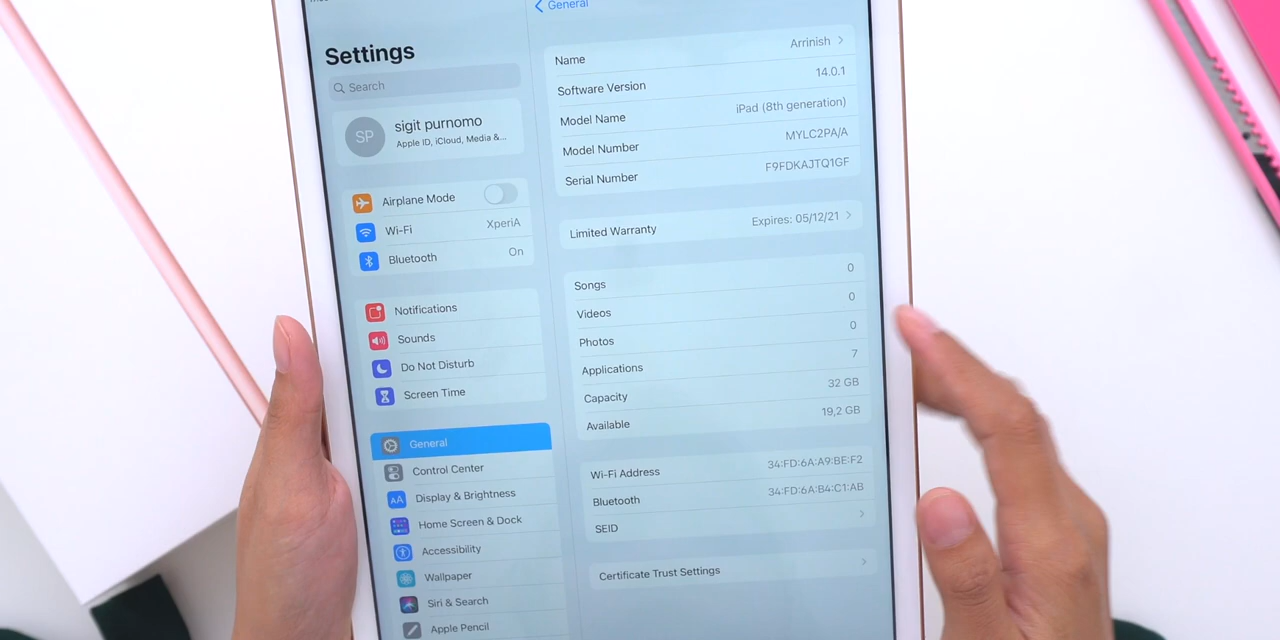 General
Settings
Search
SP
sigit purnomo
Apple ID, iCloud, Media &...
Airplane Mode
Wi-Fi XperiA
Bluetooth On
Notifications
Sounds
Do Not Disturb
Screen Time
General
Control Center
AA Display & Brightness
Home Screen & Dock
Accessibility
Wallpaper
Siri & Search
Apple Pencil
Name Arrinish
Software Version 14.0.1
Model Name iPad (8th generation)
Model Number MYLC2PA/A
Serial Number F9FDKAJTQ1GF
Limited Warranty Expires: 05/12/21
Songs 0
Videos 0
Photos 0
Applications 7
Capacity 32 GB
Available 19,2 GB
Wi-Fi Address 34:FD:6A:A9:BE:F2
Bluetooth 34:FD:6A:B4:C1:AB
SEID
Certificate Trust Settings